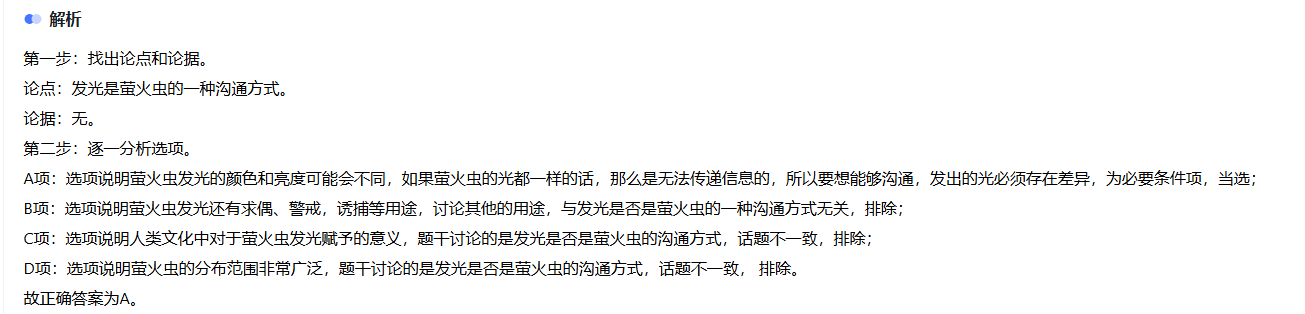 解析
第一步：找出论点和论据。
论点：发光是萤火虫的一种沟通方式。
论据：无。
第二步：逐一分析选项。
A项：选项说明萤火虫发光的颜色和亮度可能会不同，如果萤火虫的光都一样的话，那么是无法传递信息的，所以要想能够沟通，发出的光必须存在差异，为必要条件项，当选；
B项：选项说明萤火虫发光还有求偶、警戒，诱捕等用途，讨论其他的用途，与发光是否是萤火虫的一种沟通方式无关，排除；
C项：选项说明人类文化中对于萤火虫发光赋予的意义，题干讨论的是发光是否是萤火虫的沟通方式，话题不一致，排除；
D项：选项说明萤火虫的分布范围非常广泛，题干讨论的是发光是否是萤火虫的沟通方式，话题不一致， 排除。
故正确答案为A。